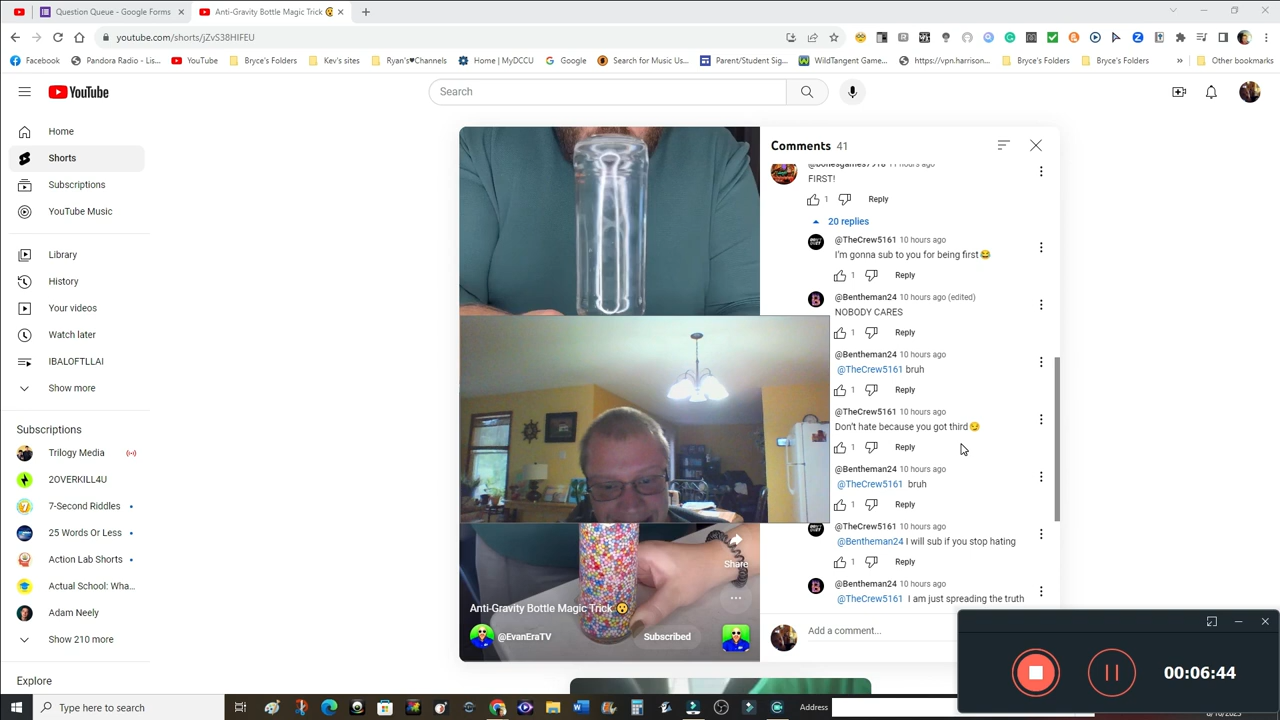 Question Queue - Google Forms
Anti-Gravity Bottle Magic Trick 😮
youtube.com/shorts/jZvS38HIFEU
Facebook
Pandora Radio - Lis...
YouTube
Bryce's Folders
Kev's sites
Ryan's♥Channels
Home | MyDCCU
Google
Search for Music Us...
Parent/Student Sig...
WildTangent Game...
https://vpn.harrison...
Bryce's Folders
Bryce's Folders
»
Other bookmarks
YouTube
Search
Home
Shorts
Subscriptions
YouTube Music
Library
History
Your videos
Watch later
IBALOFTLLAI
Show more
Subscriptions
Trilogy Media
2OVERKILL4U
7-Second Riddles
25 Words Or Less
Action Lab Shorts
Actual School: Wha...
Adam Neely
Show 210 more
Explore
Share
Anti-Gravity Bottle Magic Trick 😮
@EvanEraTV
Subscribed
Comments 41
@bonesgames7918 11 hours ago
FIRST!
1 Reply
20 replies
@TheCrew5161 10 hours ago
I'm gonna sub to you for being first😂
1 Reply
@Bentheman24 10 hours ago (edited)
NOBODY CARES
1 Reply
@Bentheman24 10 hours ago
@TheCrew5161 bruh
1 Reply
@TheCrew5161 10 hours ago
Don't hate because you got third😏
1 Reply
@Bentheman24 10 hours ago
@TheCrew5161 bruh
1 Reply
@TheCrew5161 10 hours ago
@Bentheman24 I will sub if you stop hating
1 Reply
@Bentheman24 10 hours ago
@TheCrew5161 I am just spreading the truth
Add a comment...
00:06:44
Type here to search
Address